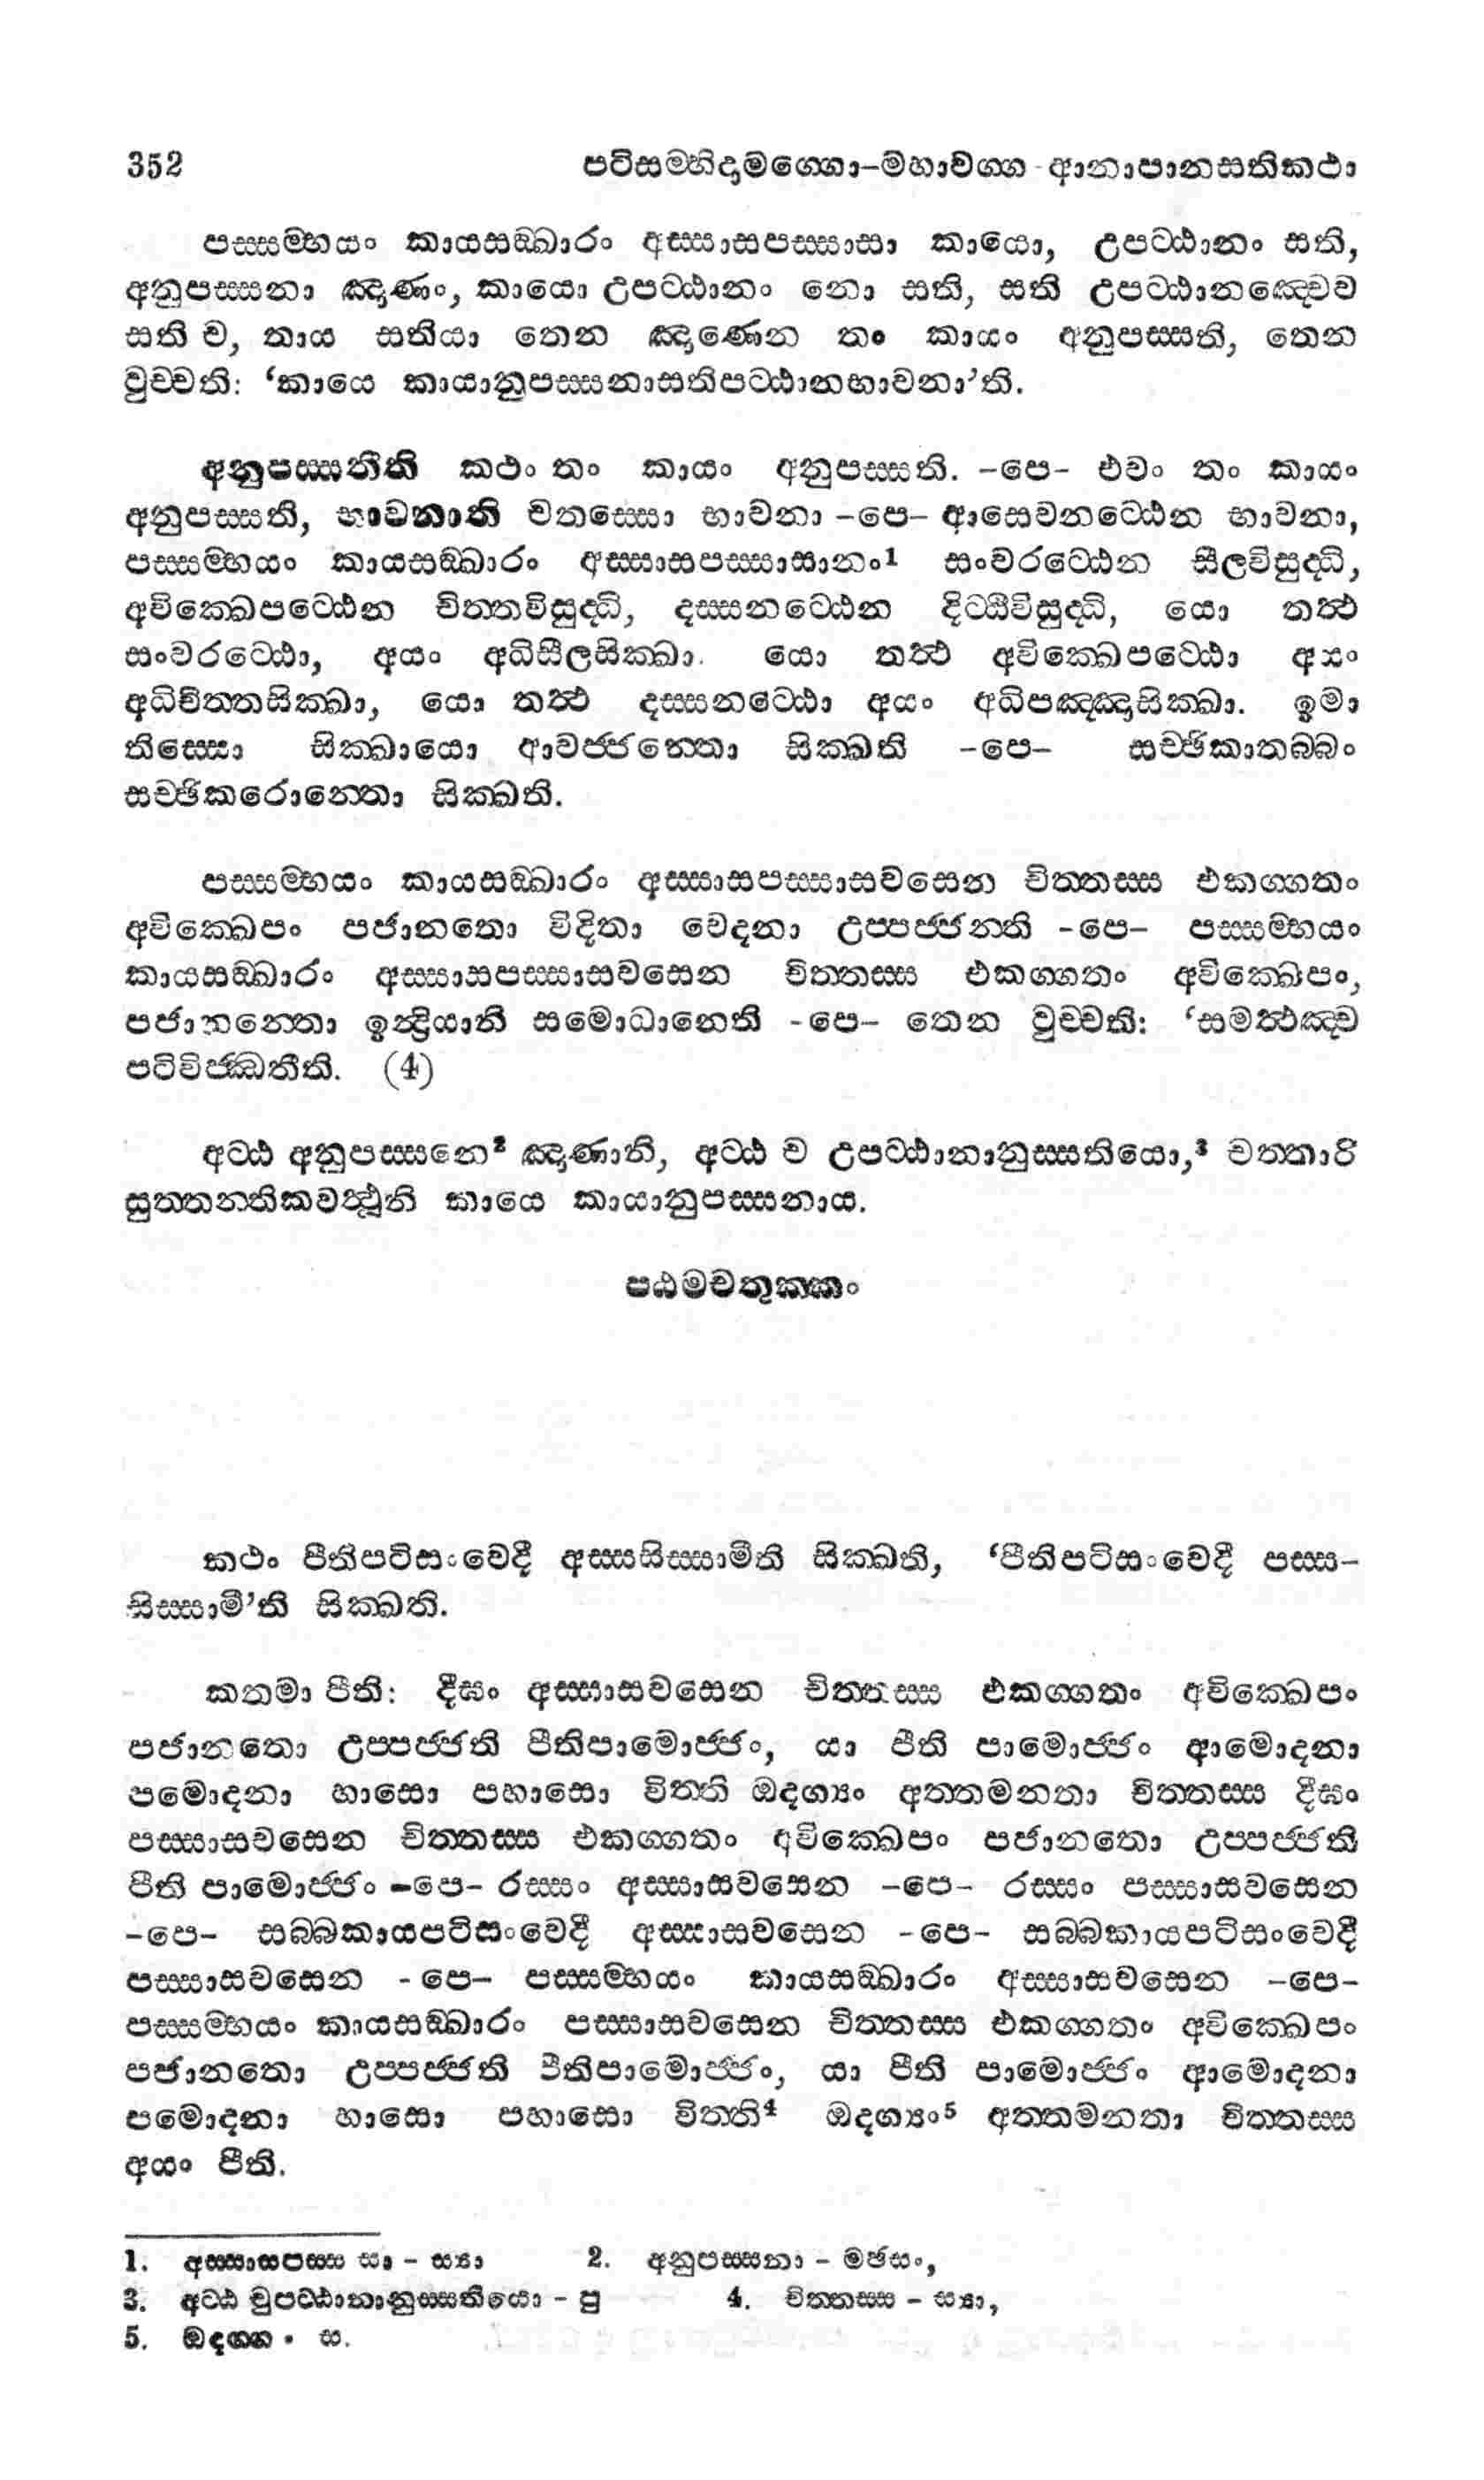 352 පටිසම්භිදාමග්ගො–මහාවග්ග - ආනාපානසතිකථා
පස්සම්භයං කායසඞ්ඛාරං අස්සාසපස්සාසා කායො, උපට්ඨානං සති,
අනුපස්සනා ඤාණං, කායො උපට්ඨානං නො සති, සති උපට්ඨානඤ්චෙව
සති ච, තාය සතියා තෙන ඤාණෙන තං කායං අනුපස්සති, තෙන
වුච්චති: ‘කායෙ කායානුපස්සනාසතිපට්ඨානභාවනා’ති.
අනුපස්සතීති කථං තං කායං අනුපස්සති. –පෙ– එවං තං කායං
අනුපස්සති, භාවනාති චතස්සො භාවනා –පෙ– ආසෙවනට්ඨෙන භාවනා,
පස්සම්භයං කායසඞ්ඛාරං අස්සාසපස්සාසානං1 සංවරට්ඨෙන සීලවිසුද්ධි,
අවික්ඛෙපට්ඨෙන චිත්තවිසුද්ධි, දස්සනට්ඨෙන දිට්ඨිවිසුද්ධි, යො තත්ථ
සංවරට්ඨො, අයං අධිසීලසික්ඛා. යො තත්ථ අවික්ඛෙපට්ඨො අයං
අධිචිත්තසික්ඛා, යො තත්ථ දස්සනට්ඨො අයං අධිපඤ්ඤාසික්ඛා. ඉමා
තිස්සො සික්ඛායො ආවජ්ජන්තො සික්ඛති –පෙ– සච්ඡිකාතබ්බං
සච්ඡිකරොන්තො සික්ඛති.
පස්සම්භයං කායසඞ්ඛාරං අස්සාසපස්සාසවසෙන චිත්තස්ස එකග්ගතං
අවික්ඛෙපං පජානතො විදිතා වෙදනා උප්පජ්ජන්ති –පෙ– පස්සම්භයං
කායසඞ්ඛාරං අස්සාසපස්සාසවසෙන චිත්තස්ස එකග්ගතං අවික්ඛෙපං,
පජානන්තො ඉන්ද්‍රියානි සමොධානෙති -පෙ– තෙන වුච්චති: ‘සමත්ථඤ්ච
පටිවිජ්ඣතීති. (4)
අට්ඨ අනුපස්සනෙ2 ඤාණානි, අට්ඨ ච උපට්ඨානානුස්සතියො,3 චත්තාරි
සුත්තන්තිකවත්ථූනි කායෙ කායානුපස්සනාය.
පඨමචතුක්කං
කථං පීතිපටිසංවෙදී අස්සසිස්සාමීති සික්ඛති, ‘පීතිපටිසංවෙදී පස්ස–
සිස්සාමී’ති සික්ඛති.
කතමා පීති: දීඝං අස්සාසවසෙන චිත්තස්ස එකග්ගතං අවික්ඛෙපං
පජානතො උප්පජ්ජති පීතිපාමොජ්ජං, යා පීති පාමොජ්ජං ආමොදනා
පමොදනා හාසො පහාසො විත්ති ඔදග්‍යං අත්තමනතා චිත්තස්ස දීඝං
පස්සාසවසෙන චිත්තස්ස එකග්ගතං අවික්ඛෙපං පජානතො උප්පජ්ජති
පීති පාමොජ්ජං –පෙ– රස්සං අස්සාසවසෙන –පෙ– රස්සං පස්සාසවසෙන
–පෙ– සබ්බකායපටිසංවෙදී අස්සාසවසෙන -පෙ- සබ්බකායපටිසංවෙදී
පස්සාසවසෙන -පෙ– පස්සම්භයං කායසඞ්ඛාරං අස්සාසවසෙන –පෙ–
පස්සම්භයං කායසඞ්ඛාරං පස්සාසවසෙන චිත්තස්ස එකග්ගතං අවික්ඛෙපං
පජානතො උප්පජ්ජති පීතිපාමොජ්ජං, යා පීති පාමොජ්ජං ආමොදනා
පමොදනා හාසො පහාසො විත්ති4 ඔදග්‍යං5 අත්තමනතා චිත්තස්ස
අයං පීති.
1. අස්සාසපස්ස සා – ස්‍යා 2. අනුපස්සනා – මඡසං,
3. අට්ඨ චුපට්ඨානානුස්සතියො – පු 4. චිත්තස්ස – ස්‍යා,
5. ඔදග්ග - ස.